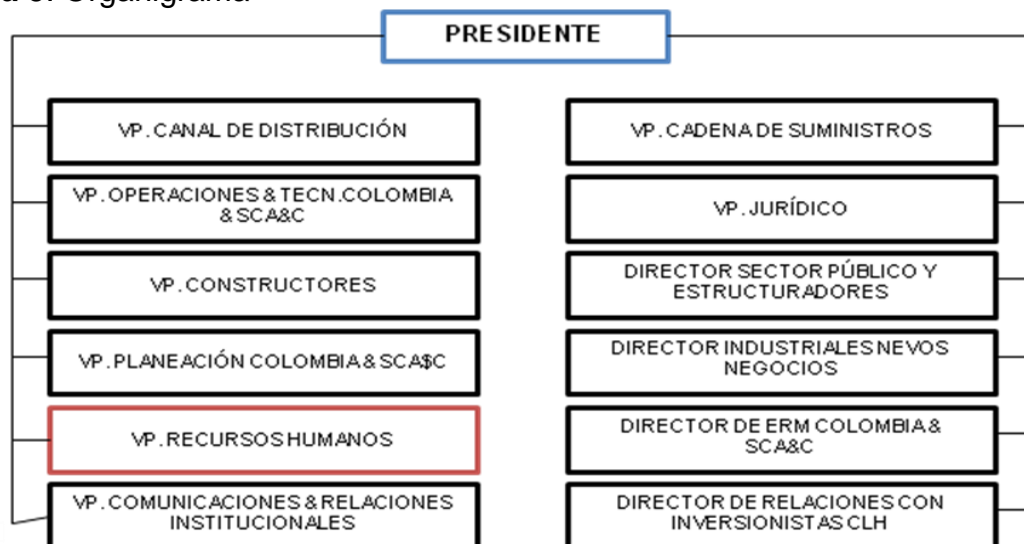 Organigrama
PRESIDENTE
VP. CANAL DE DISTRIBUCIÓN
VP. OPERACIONES & TECN. COLOMBIA
& SCA&C
VP. CONSTRUCTORES
VP. PLANEACIÓN COLOMBIA & SCA$C
VP. RECURSOS HUMANOS
VP. COMUNICACIONES & RELACIONES
INSTITUCIONALES
VP. CADENA DE SUMINISTROS
VP. JURÍDICO
DIRECTOR SECTOR PÚBLICO Y
ESTRUCTURADORES
DIRECTOR INDUSTRIALES NEVOS
NEGOCIOS
DIRECTOR DE ERM COLOMBIA &
SCA&C
DIRECTOR DE RELACIONES CON
INVERSIONISTAS CLH